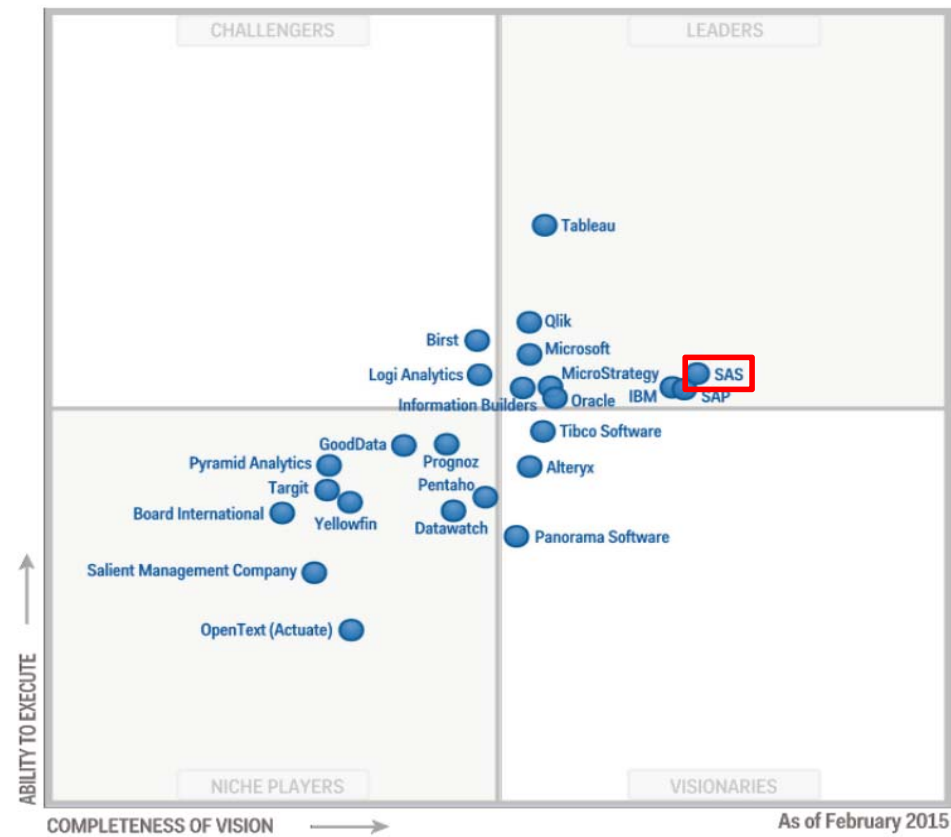 CHALLENGERS
LEADERS
Tableau
Qlik
Birst
Microsoft
Logi Analytics
MicroStrategy
SAS
Information Builders
Oracle
IBM
SAP
Tibco Software
GoodData
Prognoz
Pyramid Analytics
Alteryx
Targit
Pentaho
Board International
Yellowfin
Datawatch
Panorama Software
Salient Management Company
OpenText (Actuate)
ABILITY TO EXECUTE
NICHE PLAYERS
VISIONARIES
COMPLETENESS OF VISION
As of February 2015